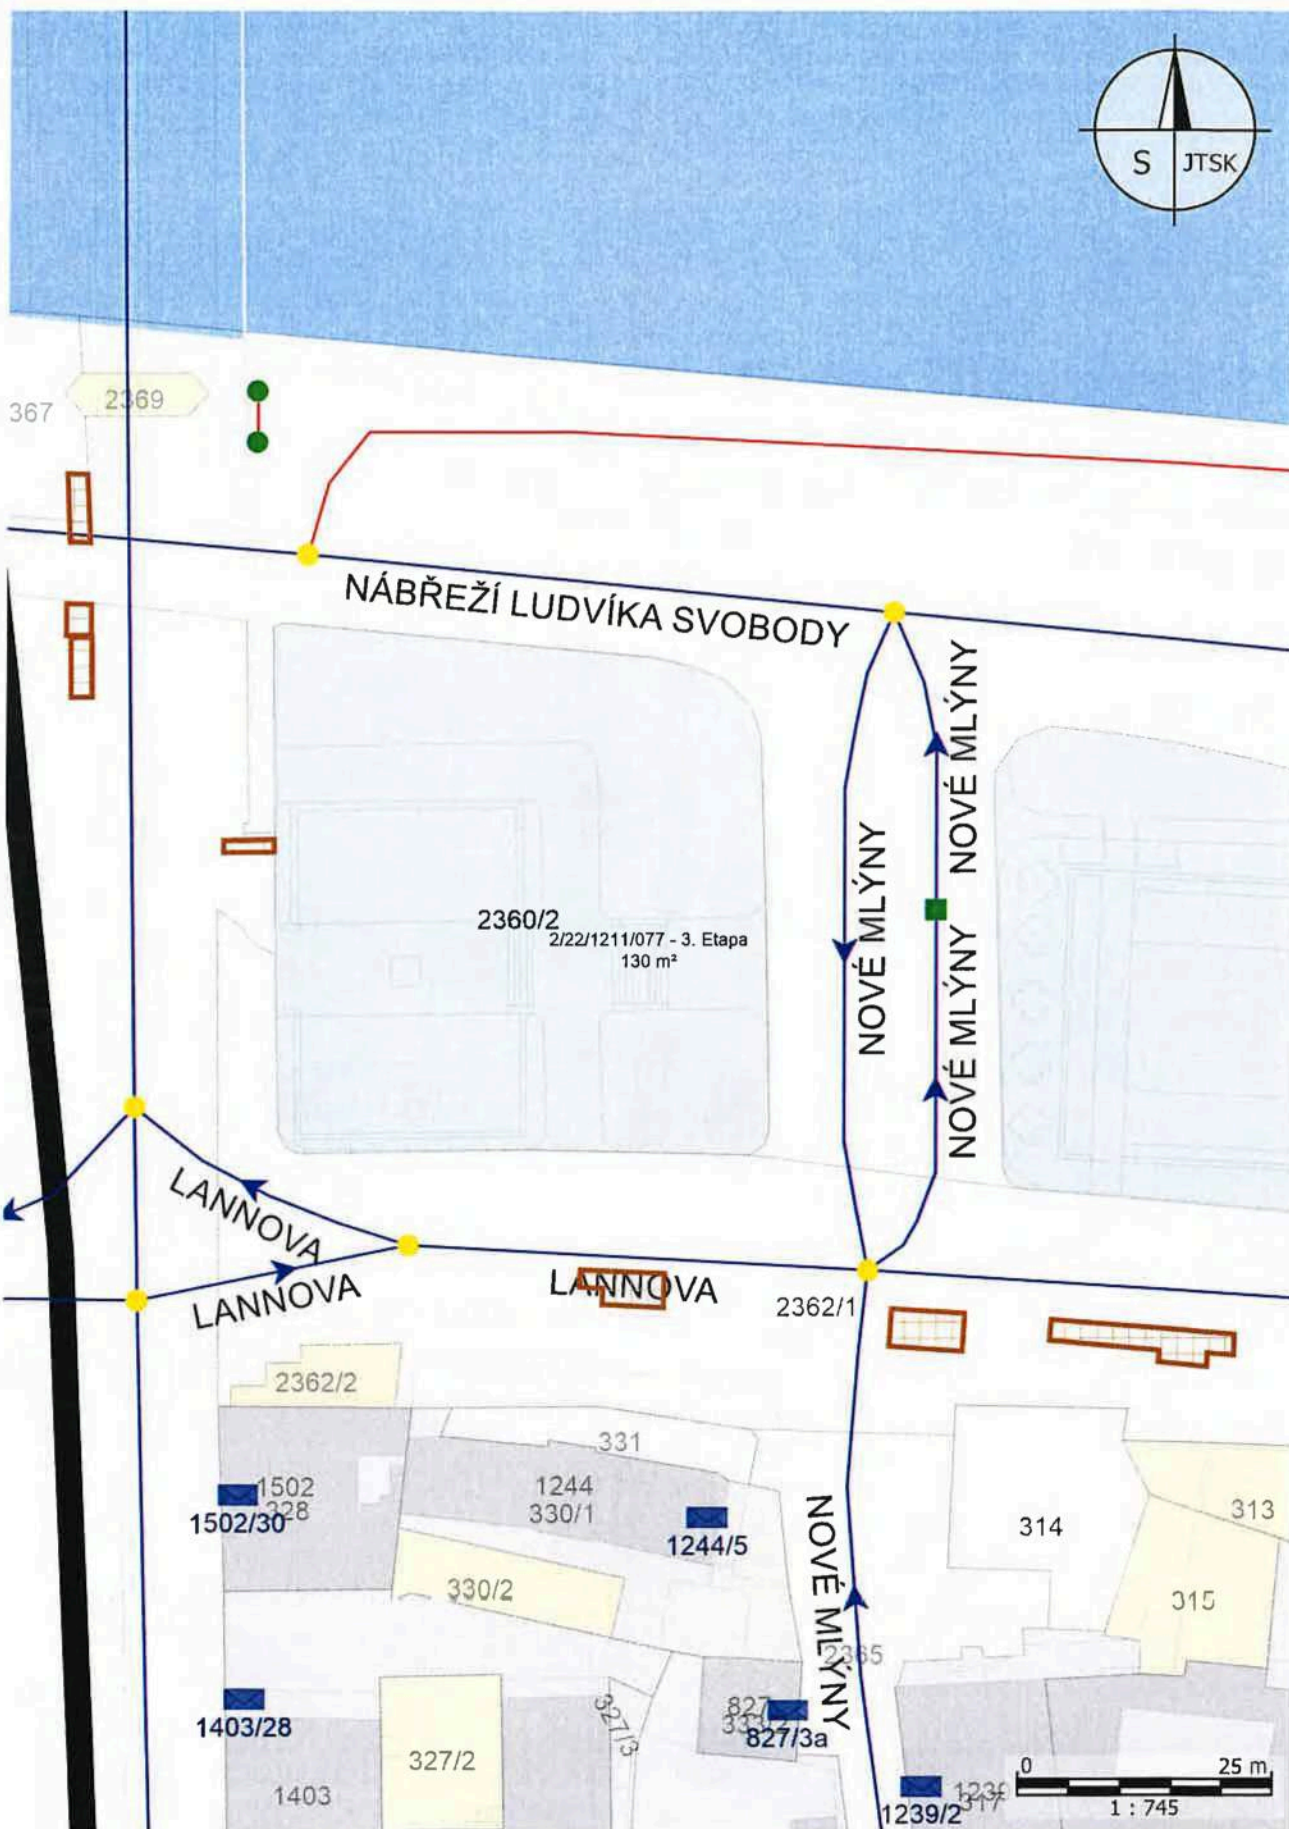 S JTSK
367
2369
NÁBŘEŽÍ LUDVÍKA SVOBODY
NOVÉ MLÝNY
NOVÉ MLÝNY
NOVÉ MLÝNY
2360/2
2/22/1211/077 - 3. Etapa
130 m²
LANNOVA
LANNOVA
LANNOVA
2362/1
2362/2
331
1502
328
1502/30
1244
330/1
1244/5
314
313
330/2
315
NOVÉ MLÝNY
2365
1403/28
327/3
827
827/3a
327/2
1403
1239/2
317
0 25 m
1 : 745